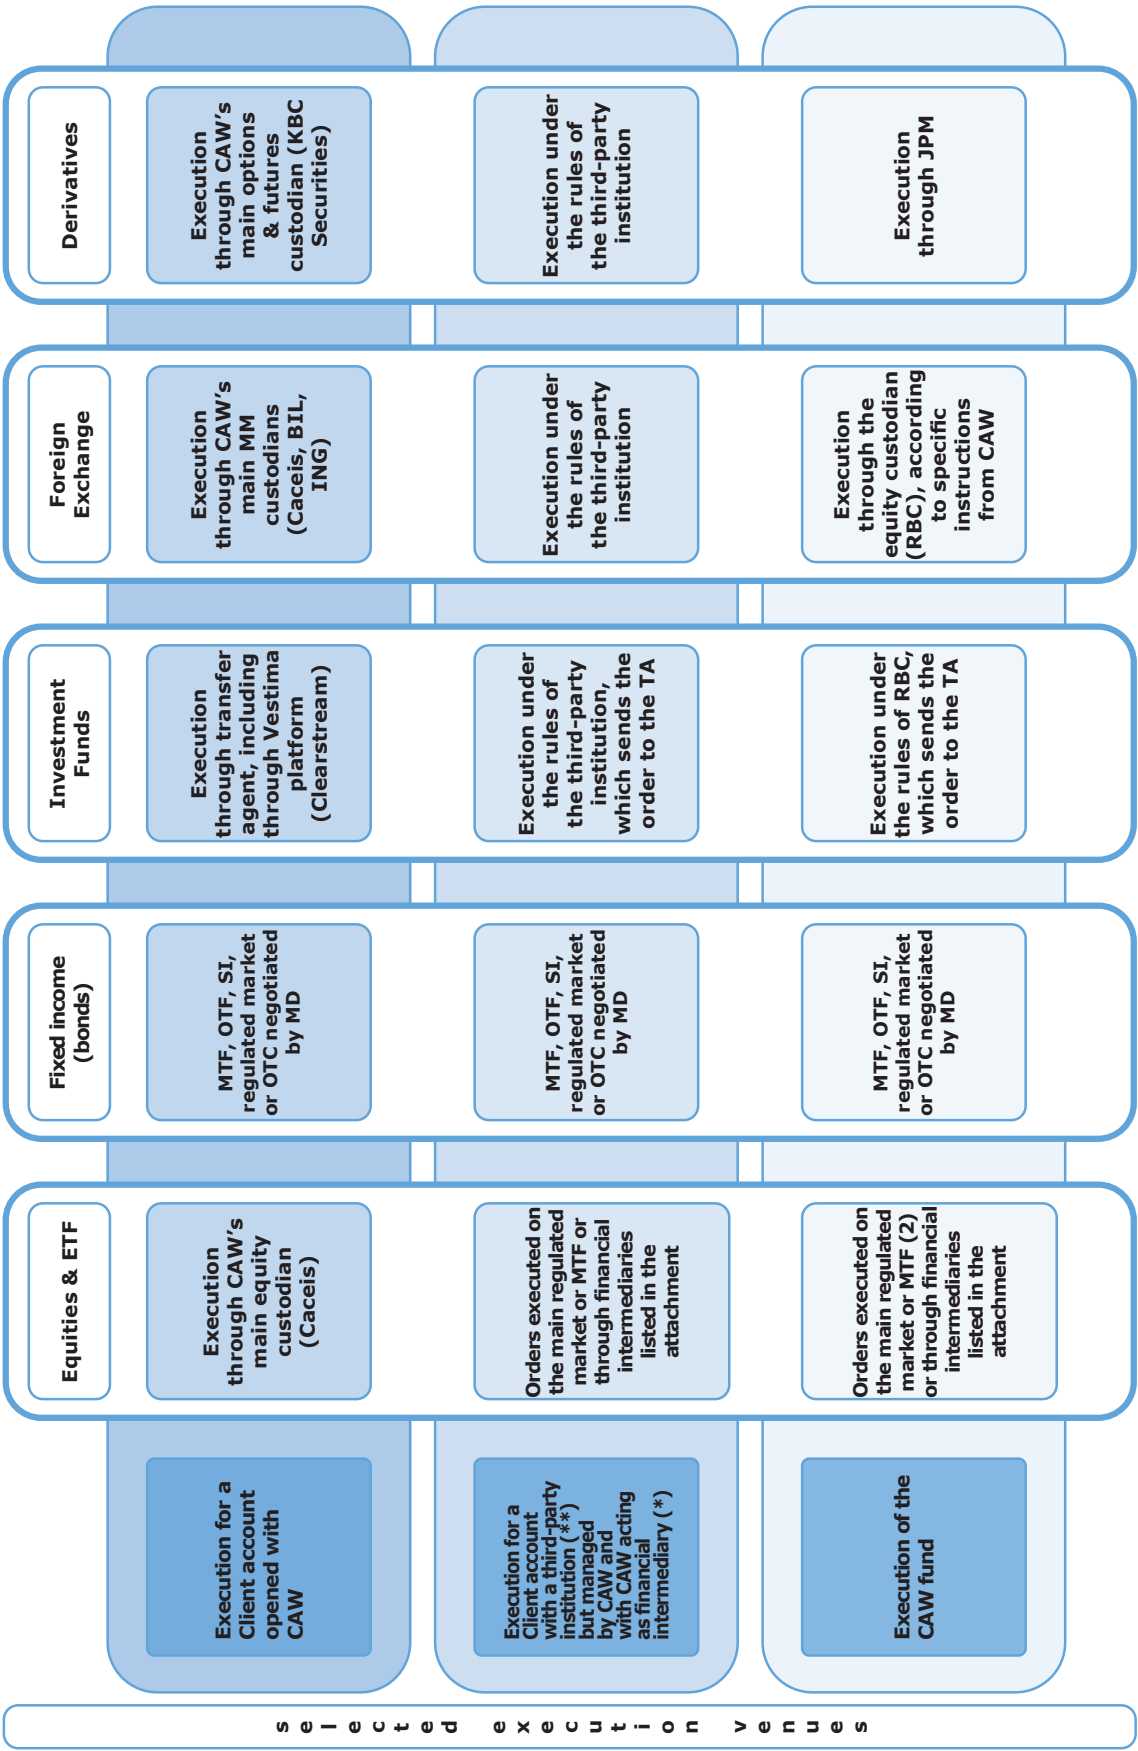 selected execution venues
Equities & ETF
Fixed income
(bonds)
Investment
Funds
Foreign
Exchange
Derivatives
Execution for a
Client account
opened with
CAW
Execution
through CAW’s
main equity
custodian
(Caceis)
MTF, OTF, SI,
regulated market
or OTC negotiated
by MD
Execution
through transfer
agent, including
through Vestima
platform
(Clearstream)
Execution
through CAW’s
main MM
custodians
(Caceis, BIL,
ING)
Execution
through CAW’s
main options
& futures
custodian (KBC
Securities)
Execution for a
Client account
with a third-party
institution (**)
but managed
by CAW and
with CAW acting
as financial
intermediary (*)
Orders executed on
the main regulated
market or MTF or
through financial
intermediaries
listed in the
attachment
MTF, OTF, SI,
regulated market
or OTC negotiated
by MD
Execution under
the rules of
the third-party
institution,
which sends the
order to the TA
Execution under
the rules of
the third-party
institution
Execution under
the rules of
the third-party
institution
Execution of the
CAW fund
Orders executed on
the main regulated
market or MTF (2)
or through financial
intermediaries
listed in the
attachment
MTF, OTF, SI,
regulated market
or OTC negotiated
by MD
Execution under
the rules of RBC,
which sends the
order to the TA
Execution
through the
equity custodian
(RBC), according
to specific
instructions
from CAW
Execution
through JPM